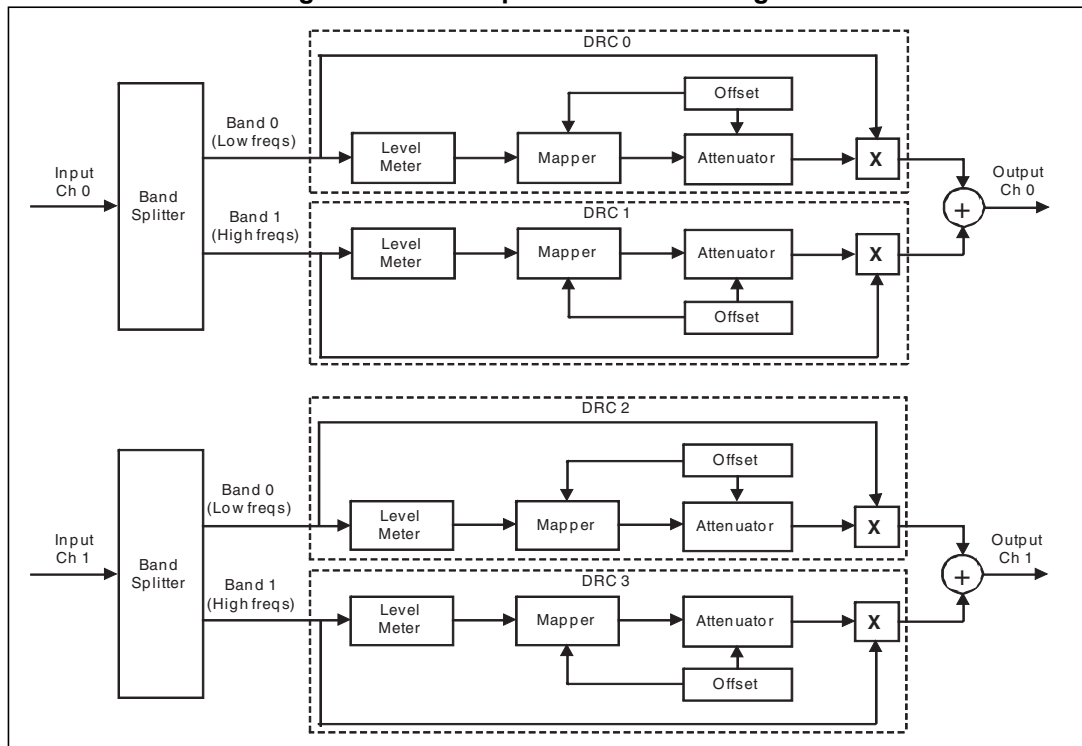 DRC 0
Offset
Band 0
(Low freqs)
Level
Meter
Mapper
Attenuator
X
Input
Ch 0
Band
Splitter
Output
Ch 0
+
DRC 1
Band 1
(High freqs)
Level
Meter
Mapper
Attenuator
X
Offset
DRC 2
Offset
Band 0
(Low freqs)
Level
Meter
Mapper
Attenuator
X
Input
Ch 1
Band
Splitter
Output
Ch 1
+
DRC 3
Band 1
(High freqs)
Level
Meter
Mapper
Attenuator
X
Offset